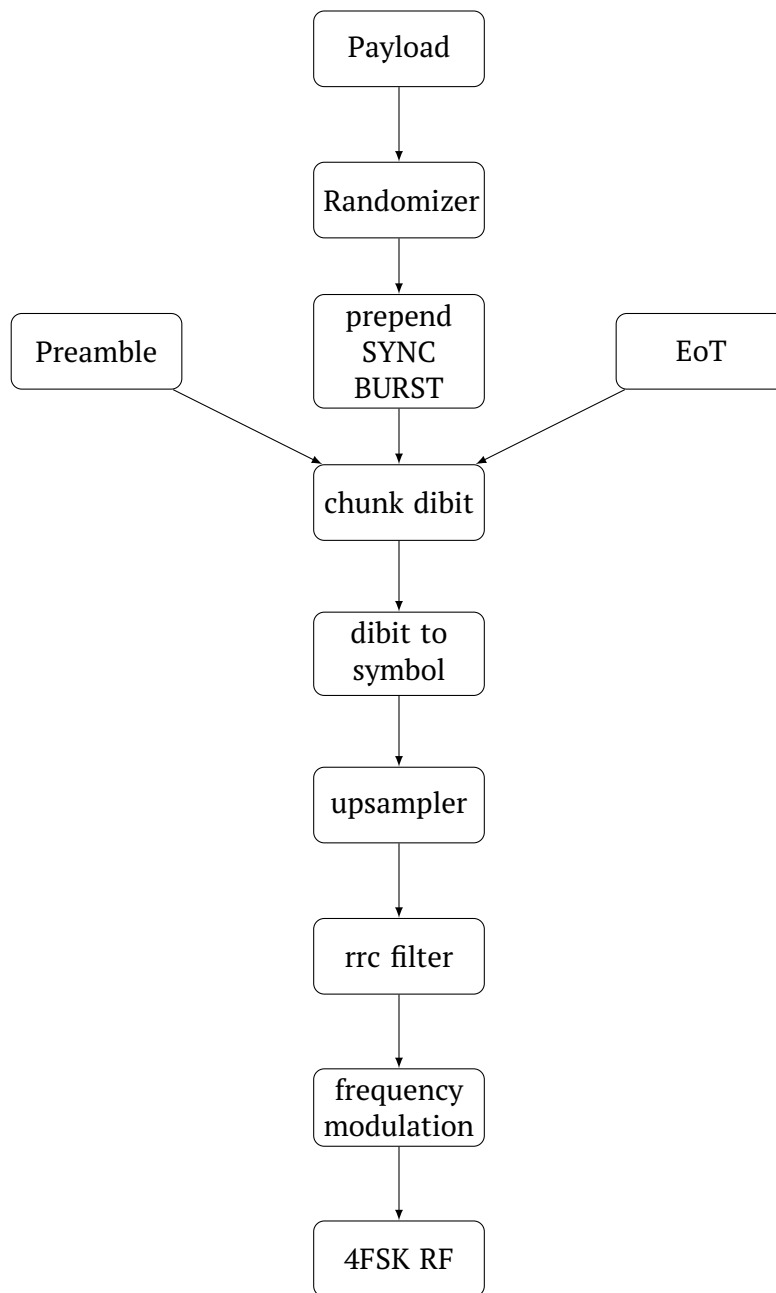 Payload
Randomizer
prepend
SYNC
BURST
Preamble
EoT
chunk dibit
dibit to
symbol
upsampler
rrc filter
frequency
modulation
4FSK RF